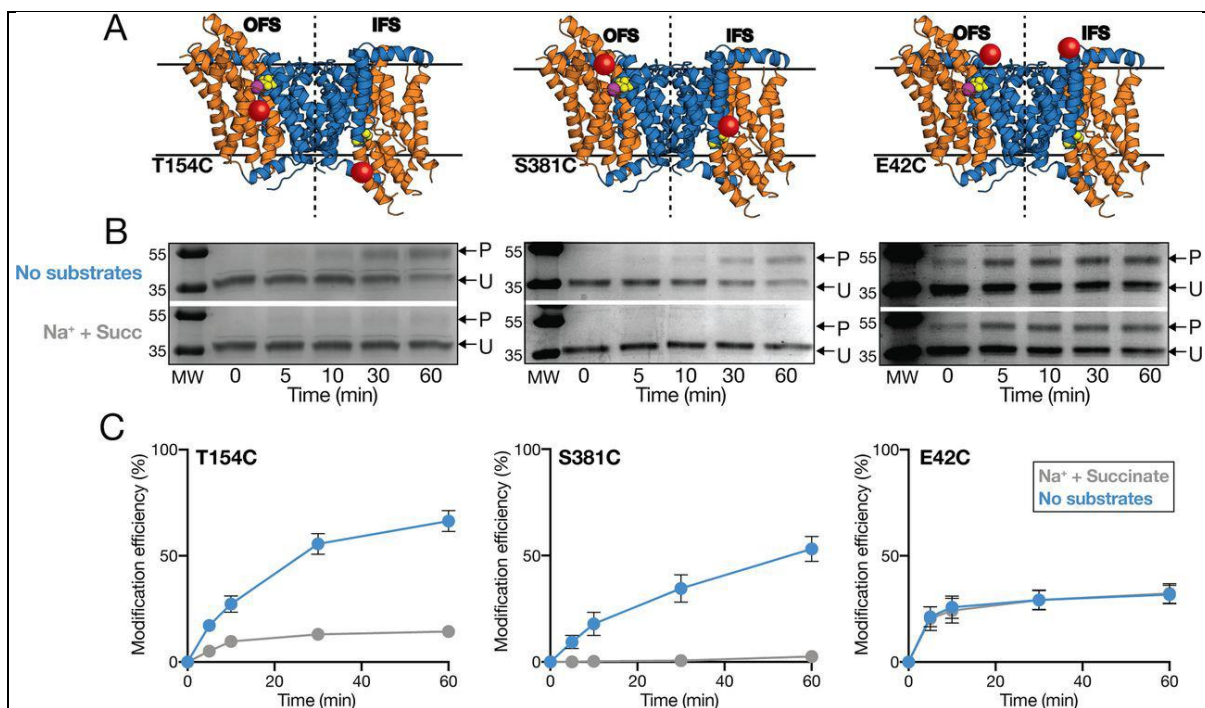 A
OFS IFS
OFS IFS
OFS IFS
T154C
S381C
E42C
B
No substrates
Na⁺ + Succ
55
35
55
35
P
U
P
U
MW 0 5 10 30 60
Time (min)
55
35
55
35
P
U
P
U
MW 0 5 10 30 60
Time (min)
55
35
55
35
P
U
P
U
MW 0 5 10 30 60
Time (min)
C
T154C
Modification efficiency (%)
100
50
0
0 20 40 60
Time (min)
S381C
Modification efficiency (%)
100
50
0
0 20 40 60
Time (min)
E42C
Modification efficiency (%)
100
50
0
0 20 40 60
Time (min)
Na⁺ + Succinate
No substrates